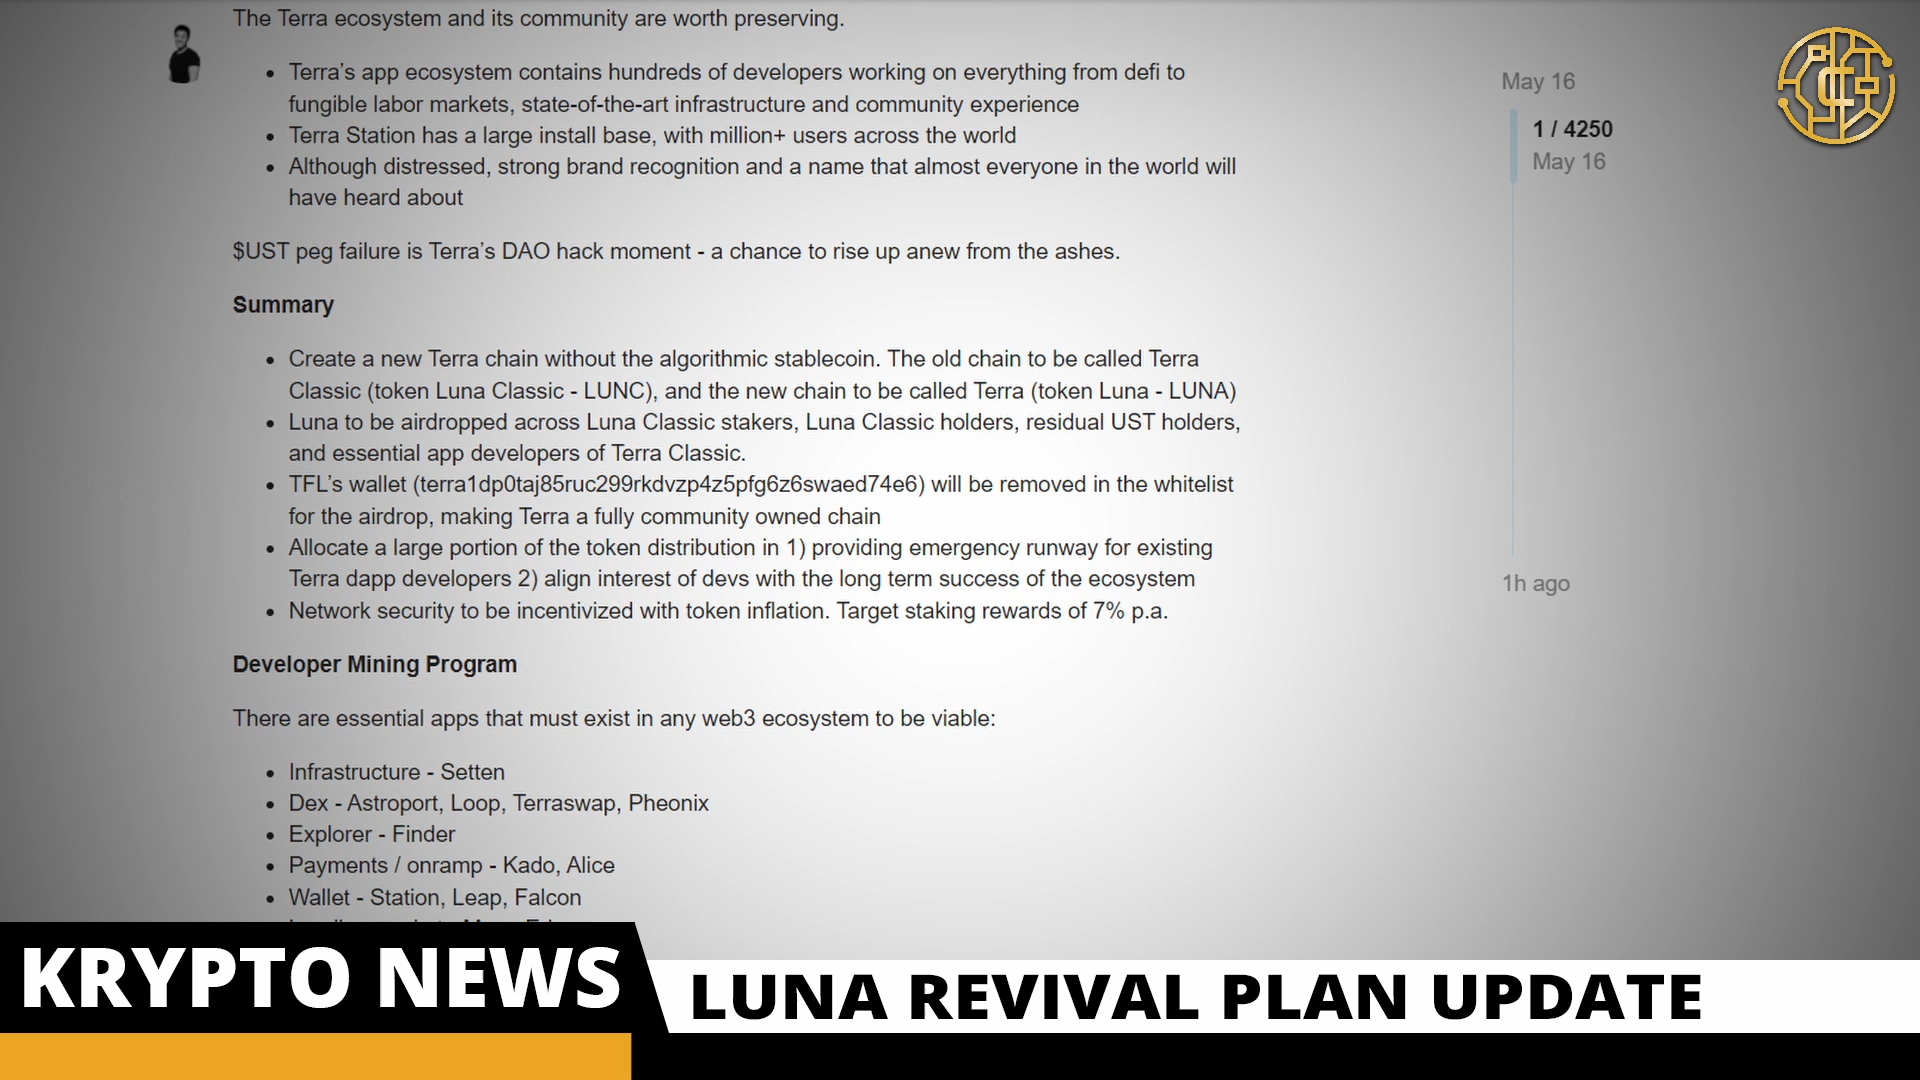 The Terra ecosystem and its community are worth preserving.
Terra’s app ecosystem contains hundreds of developers working on everything from defi to
fungible labor markets, state-of-the-art infrastructure and community experience
Terra Station has a large install base, with million+ users across the world
Although distressed, strong brand recognition and a name that almost everyone in the world will
have heard about
$UST peg failure is Terra’s DAO hack moment - a chance to rise up anew from the ashes.
Summary
Create a new Terra chain without the algorithmic stablecoin. The old chain to be called Terra
Classic (token Luna Classic - LUNC), and the new chain to be called Terra (token Luna - LUNA)
Luna to be airdropped across Luna Classic stakers, Luna Classic holders, residual UST holders,
and essential app developers of Terra Classic.
TFL’s wallet (terra1dp0taj85ruc299rkdvzp4z5pfg6z6swaed74e6) will be removed in the whitelist
for the airdrop, making Terra a fully community owned chain
Allocate a large portion of the token distribution in 1) providing emergency runway for existing
Terra dapp developers 2) align interest of devs with the long term success of the ecosystem
Network security to be incentivized with token inflation. Target staking rewards of 7% p.a.
Developer Mining Program
There are essential apps that must exist in any web3 ecosystem to be viable:
Infrastructure - Setten
Dex - Astroport, Loop, Terraswap, Pheonix
Explorer - Finder
Payments / onramp - Kado, Alice
Wallet - Station, Leap, Falcon
May 16
1 / 4250
May 16
1h ago
KRYPTO NEWS
LUNA REVIVAL PLAN UPDATE